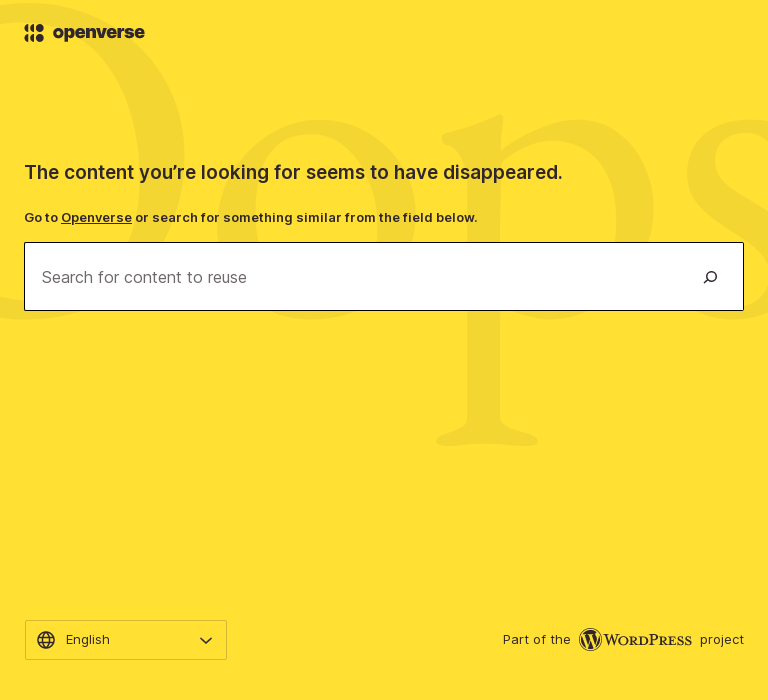 openverse
Oops
The content you’re looking for seems to have disappeared.
Go to Openverse or search for something similar from the field below.
Search for content to reuse
English
Part of the WORDPRESS project